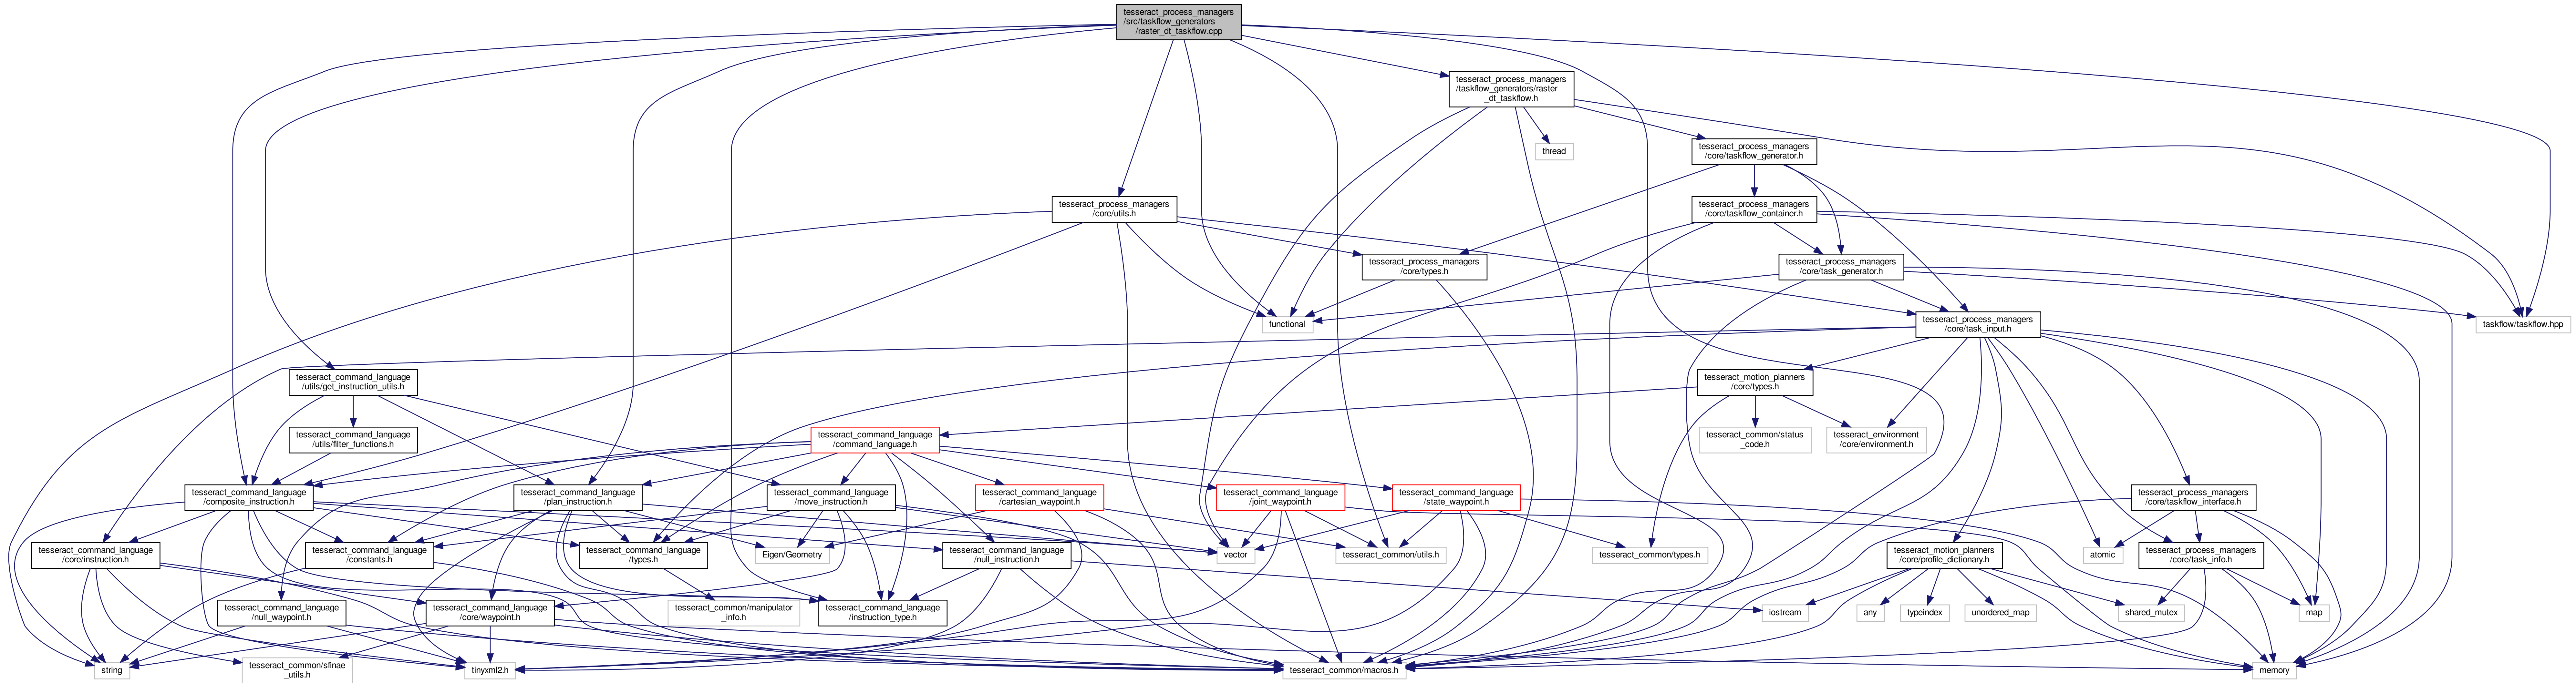 tesseract_process_managers
/src/taskflow_generators
/raster_dt_taskflow.cpp
tesseract_process_managers
/taskflow_generators/raster
_dt_taskflow.h
thread
tesseract_process_managers
/core/taskflow_generator.h
tesseract_process_managers
/core/utils.h
tesseract_process_managers
/core/taskflow_container.h
tesseract_process_managers
/core/types.h
tesseract_process_managers
/core/task_generator.h
functional
tesseract_process_managers
/core/task_input.h
taskflow/taskflow.hpp
tesseract_command_language
/utils/get_instruction_utils.h
tesseract_motion_planners
/core/types.h
tesseract_command_language
/utils/filter_functions.h
tesseract_command_language
/command_language.h
tesseract_common/status
_code.h
tesseract_environment
/core/environment.h
tesseract_command_language
/composite_instruction.h
tesseract_command_language
/plan_instruction.h
tesseract_command_language
/move_instruction.h
tesseract_command_language
/cartesian_waypoint.h
tesseract_command_language
/joint_waypoint.h
tesseract_command_language
/state_waypoint.h
tesseract_process_managers
/core/taskflow_interface.h
tesseract_command_language
/core/instruction.h
tesseract_command_language
/constants.h
tesseract_command_language
/types.h
Eigen/Geometry
tesseract_command_language
/null_instruction.h
vector
tesseract_common/utils.h
tesseract_common/types.h
tesseract_motion_planners
/core/profile_dictionary.h
atomic
tesseract_process_managers
/core/task_info.h
tesseract_command_language
/null_waypoint.h
tesseract_command_language
/core/waypoint.h
tesseract_common/manipulator
_info.h
tesseract_command_language
/instruction_type.h
iostream
any
typeindex
unordered_map
shared_mutex
map
string
tesseract_common/sfinae
_utils.h
tinyxml2.h
tesseract_common/macros.h
memory